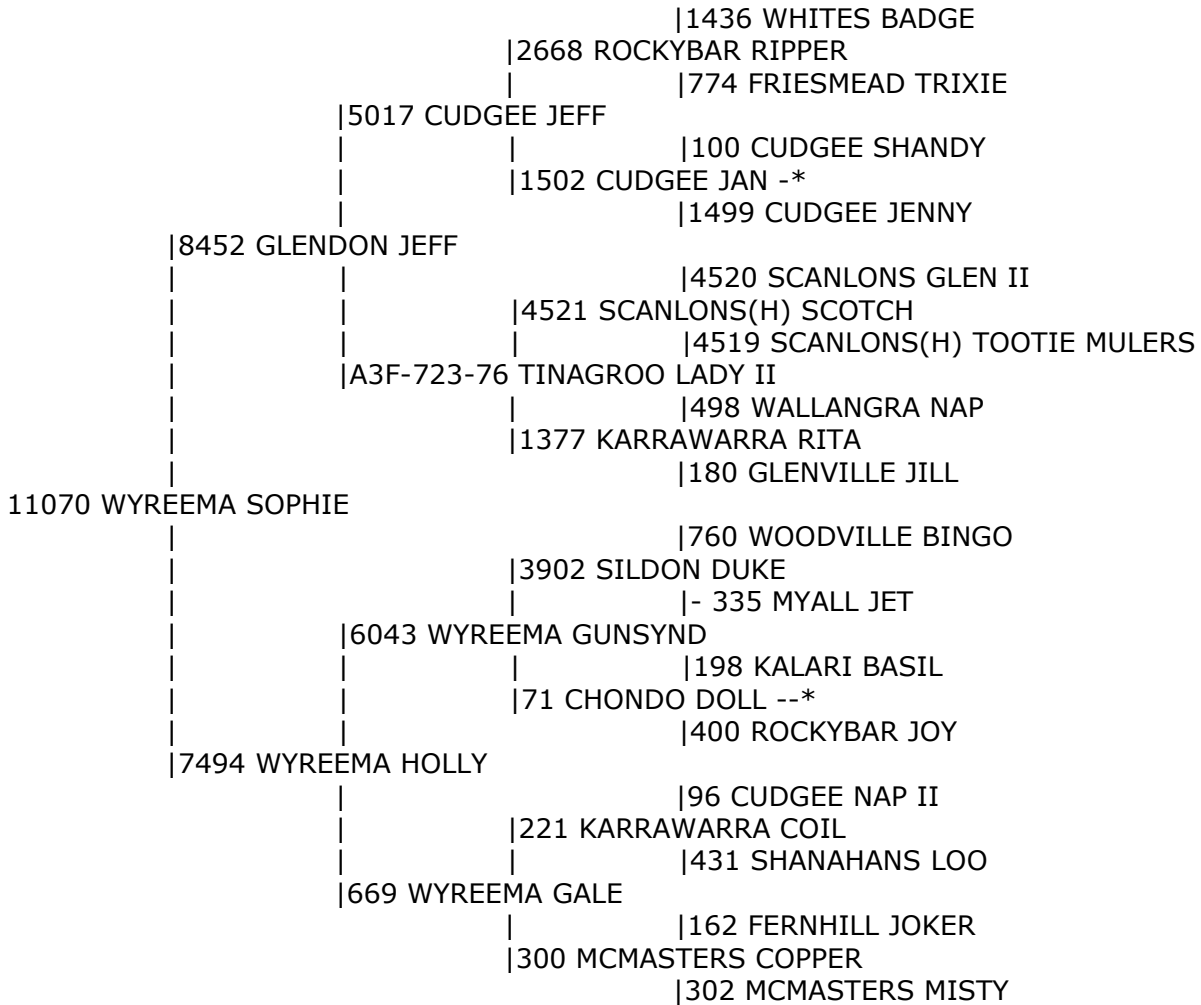 |1436 WHITES BADGE
|2668 ROCKYBAR RIPPER
| |774 FRIESMEAD TRIXIE
|5017 CUDGEE JEFF
| | |100 CUDGEE SHANDY
| |1502 CUDGEE JAN -*
| |1499 CUDGEE JENNY
|8452 GLENDON JEFF
| | |4520 SCANLONS GLEN II
| | |4521 SCANLONS(H) SCOTCH
| | | |4519 SCANLONS(H) TOOTIE MULERS
| |A3F-723-76 TINAGROO LADY II
| | |498 WALLANGRA NAP
| |1377 KARRAWARRA RITA
| |180 GLENVILLE JILL
11070 WYREEMA SOPHIE
| |760 WOODVILLE BINGO
| |3902 SILDON DUKE
| | |- 335 MYALL JET
| |6043 WYREEMA GUNSYND
| | | |198 KALARI BASIL
| | |71 CHONDO DOLL --*
| | |400 ROCKYBAR JOY
|7494 WYREEMA HOLLY
| |96 CUDGEE NAP II
| |221 KARRAWARRA COIL
| | |431 SHANAHANS LOO
|669 WYREEMA GALE
| |162 FERNHILL JOKER
|300 MCMASTERS COPPER
|302 MCMASTERS MISTY